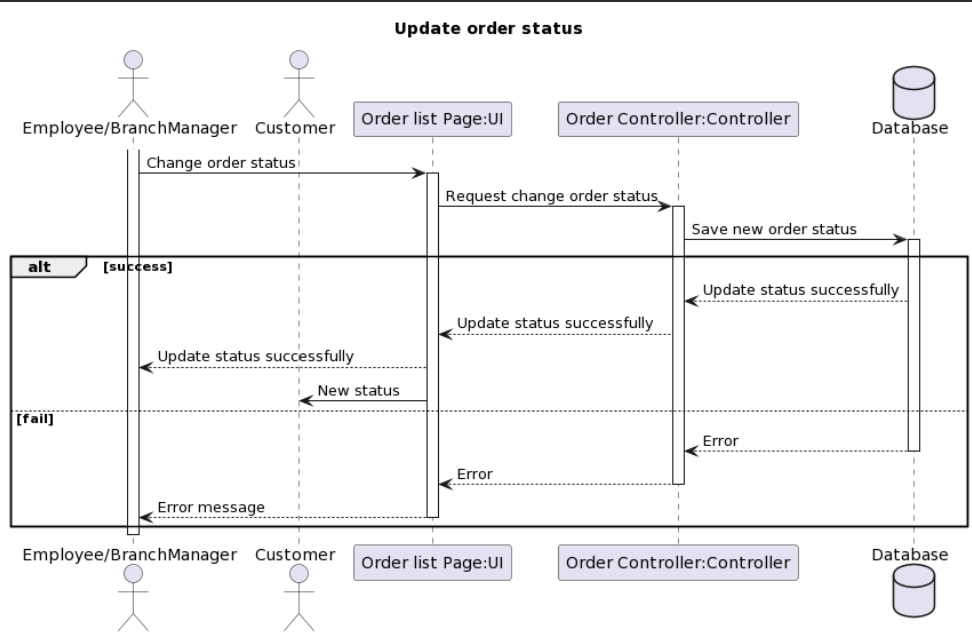 Update order status
Employee/BranchManager
Customer
Order list Page:UI
Order Controller:Controller
Database
Change order status
Request change order status
Save new order status
alt
[success]
Update status successfully
Update status successfully
Update status successfully
New status
[fail]
Error
Error
Error message
Employee/BranchManager
Customer
Order list Page:UI
Order Controller:Controller
Database